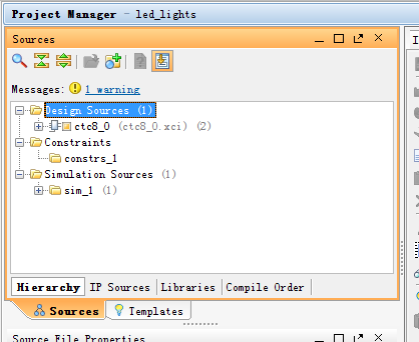 Project Manager - led_lights
Sources
Messages: 1 warning
Design Sources (1)
ctc8_0 (ctc8_0.xci) (2)
Constraints
constrs_1
Simulation Sources (1)
sim_1 (1)
Hierarchy IP Sources Libraries Compile Order
Sources Templates
Source File Properties